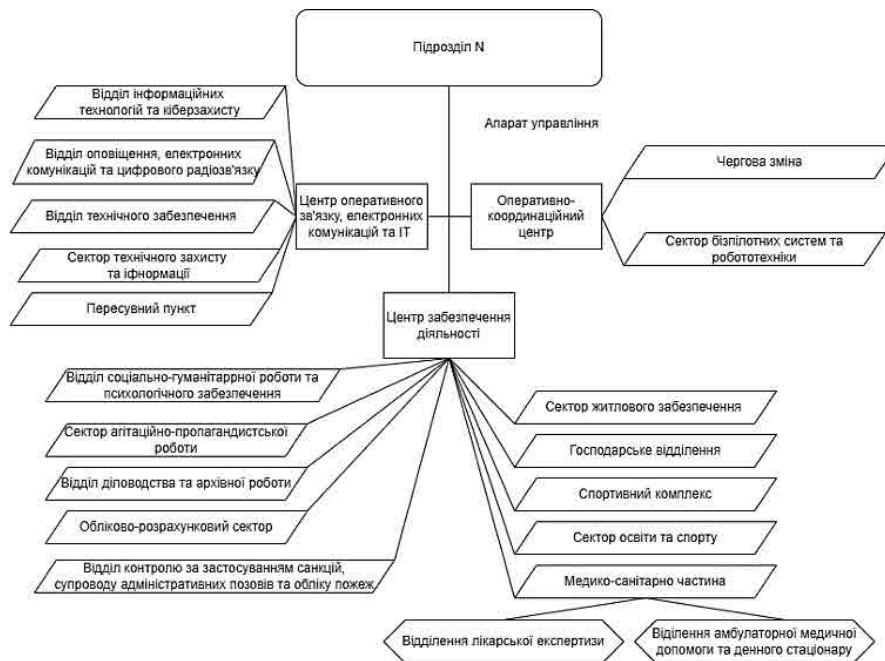 Підрозділ N
Апарат управління
Відділ інформаційних
технологій та кіберзахисту
Відділ оповіщення, електронних
комунікацій та цифрового радіозв'язку
Відділ технічного забезпечення
Сектор технічного захисту
та іфнормації
Пересувний пункт
Центр оперативного
зв'язку, електронних
комунікацій та ІТ
Оперативно-
координаційний
центр
Чергова зміна
Сектор бізпілотних систем та
робототехніки
Центр забезпечення
діяльності
Відділ соціально-гуманітаррної роботи та
психологічного забезпечення
Сектор агітаційно-пропагандистської
роботи
Відділ діловодства та архівної роботи
Обліково-розрахунковий сектор
Відділ контролю за застосуванням санкцій,
супроводу адміністративних позовів та обліку пожеж
Сектор житлового забезпечення
Господарське відділення
Спортивний комплекс
Сектор освіти та спорту
Медико-санітарно частина
Відділення лікарської експертизи
Віділення амбулаторної медичної
допомоги та денного стаціонару